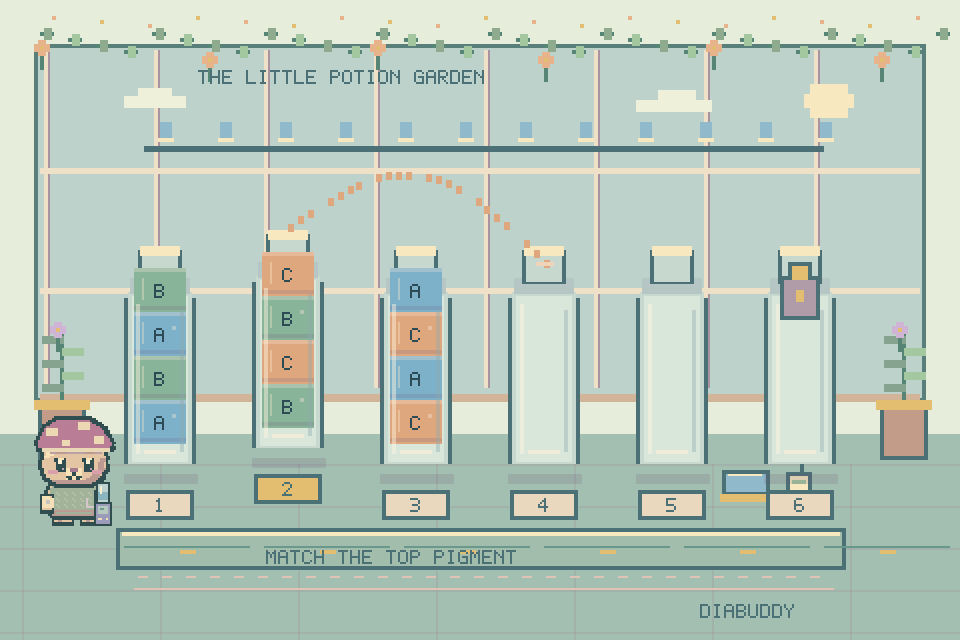 THE LITTLE POTION GARDEN
C
B
A
B
A
B
C
B
A
C
A
C
1
2
3
4
5
6
MATCH THE TOP PIGMENT
DIABUDDY